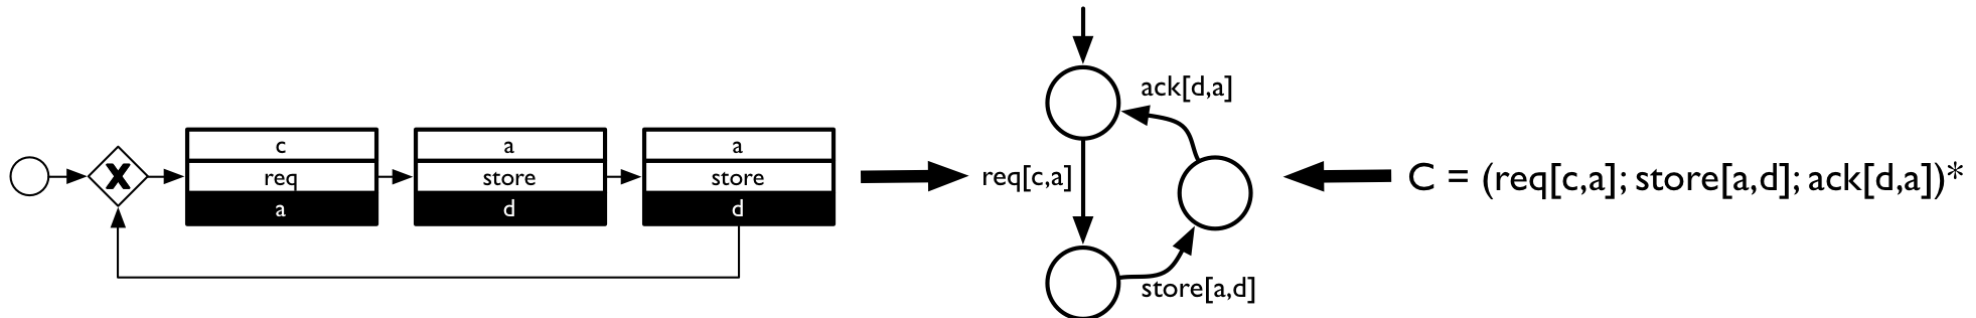 X
c
req
a
a
store
d
a
store
d
req[c,a]
ack[d,a]
store[a,d]
C = (req[c,a]; store[a,d]; ack[d,a])*